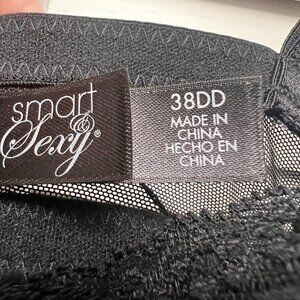 smart
& Sexy®
38DD
MADE IN
CHINA
HECHO EN
CHINA